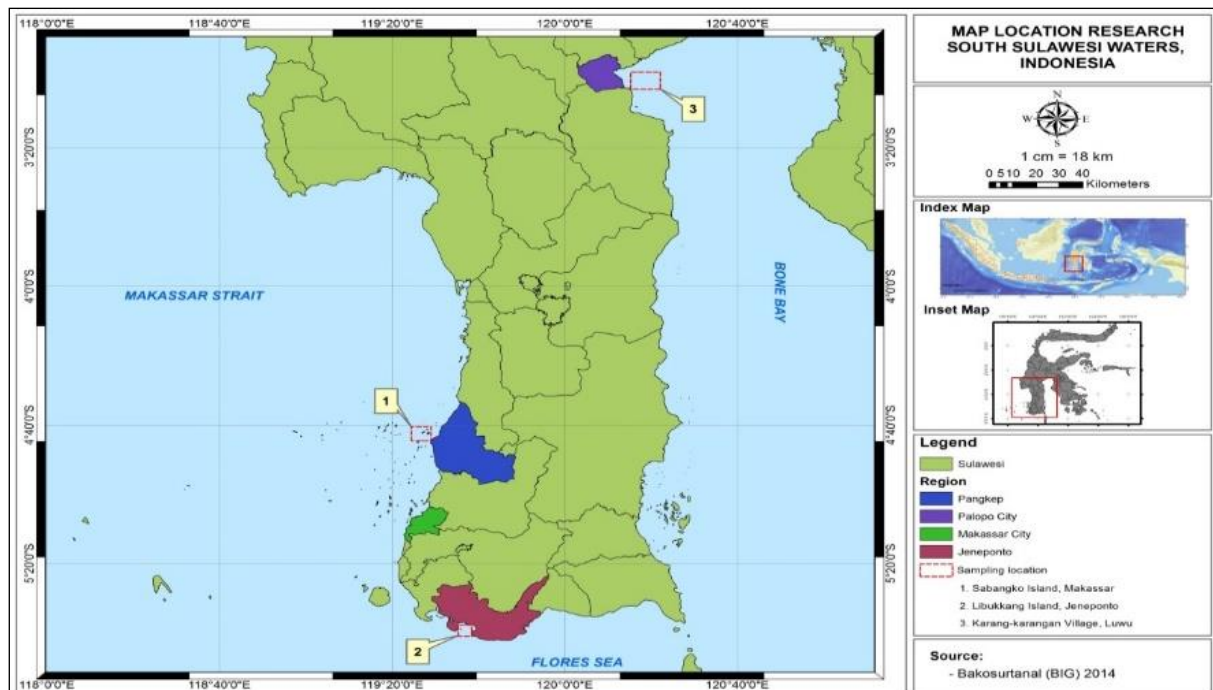 118°0'0"E
118°40'0"E
119°20'0"E
120°0'0"E
120°40'0"E
3
3°20'0"S
3°20'0"S
MAKASSAR STRAIT
BONE BAY
4°0'0"S
4°0'0"S
1
4°40'0"S
4°40'0"S
5°20'0"S
5°20'0"S
2
FLORES SEA
118°0'0"E
118°40'0"E
119°20'0"E
120°0'0"E
120°40'0"E
MAP LOCATION RESEARCH
SOUTH SULAWESI WATERS,
INDONESIA
N
W E
S
1 cm = 18 km
0 5 10 20 30 40
Kilometers
Index Map
Inset Map
Legend
Sulawesi
Region
Pangkep
Palopo City
Makassar City
Jeneponto
Sampling location
1. Sabangko Island, Makassar
2. Libukkang Island, Jeneponto
3. Karang-karangan Village, Luwu
Source:
- Bakosurtanal (BIG) 2014